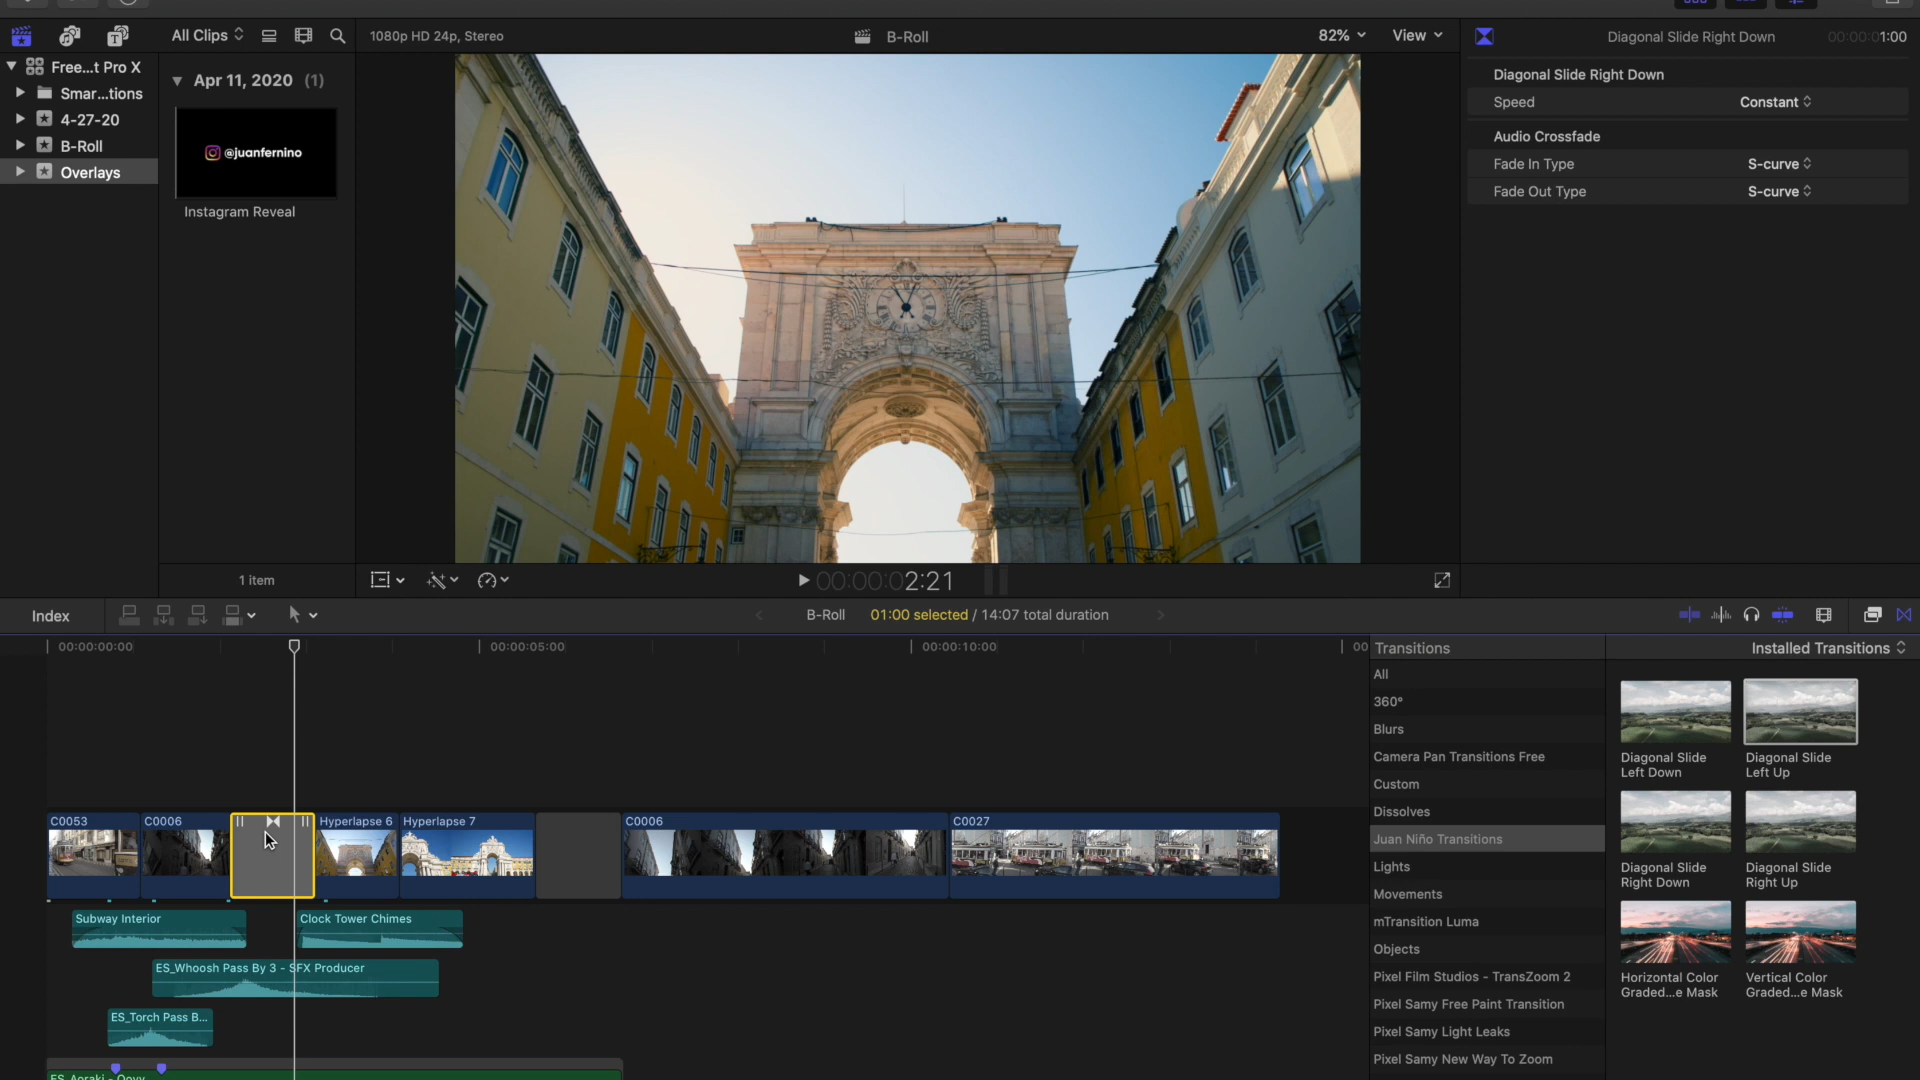 All Clips
1080p HD 24p, Stereo
B-Roll
82%
View
Diagonal Slide Right Down
00:00:01:00
Free...t Pro X
Smar...tions
4-27-20
B-Roll
Overlays
Apr 11, 2020 (1)
@juanfernino
Instagram Reveal
1 item
Diagonal Slide Right Down
Speed
Constant
Audio Crossfade
Fade In Type
S-curve
Fade Out Type
S-curve
00:00:02:21
Index
B-Roll
01:00 selected / 14:07 total duration
00:00:00:00
00:00:05:00
00:00:10:00
00
C0053
C0006
Hyperlapse 6
Hyperlapse 7
C0006
C0027
Subway Interior
Clock Tower Chimes
ES_Whoosh Pass By 3 - SFX Producer
ES_Torch Pass B...
ES_Aoraki - Ooyy
Transitions
All
360°
Blurs
Camera Pan Transitions Free
Custom
Dissolves
Juan Niño Transitions
Lights
Movements
mTransition Luma
Objects
Pixel Film Studios - TransZoom 2
Pixel Samy Free Paint Transition
Pixel Samy Light Leaks
Pixel Samy New Way To Zoom
Installed Transitions
Diagonal Slide
Left Down
Diagonal Slide
Left Up
Diagonal Slide
Right Down
Diagonal Slide
Right Up
Horizontal Color
Graded...e Mask
Vertical Color
Graded...e Mask